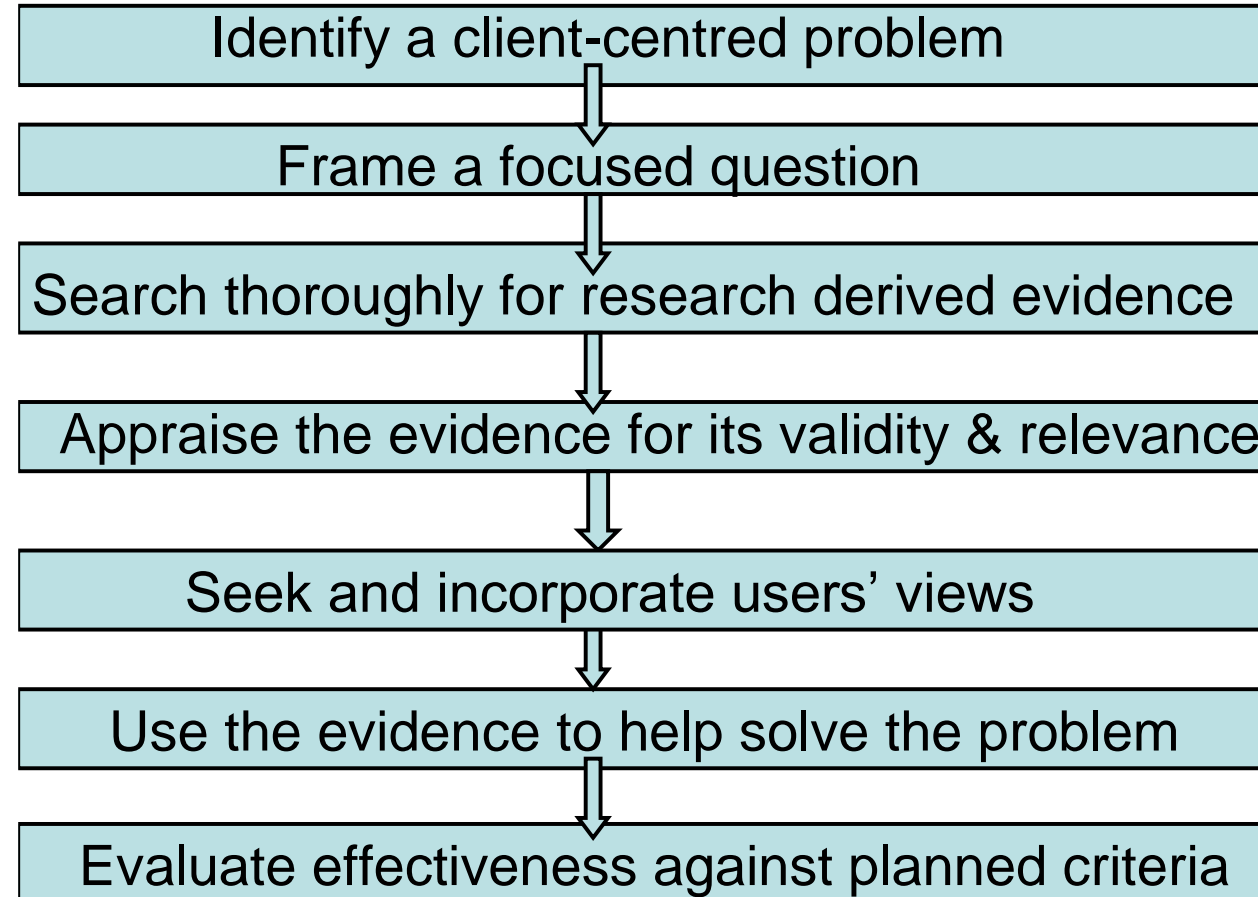 Identify a client-centred problem
Frame a focused question
Search thoroughly for research derived evidence
Appraise the evidence for its validity & relevance
Seek and incorporate users’ views
Use the evidence to help solve the problem
Evaluate effectiveness against planned criteria